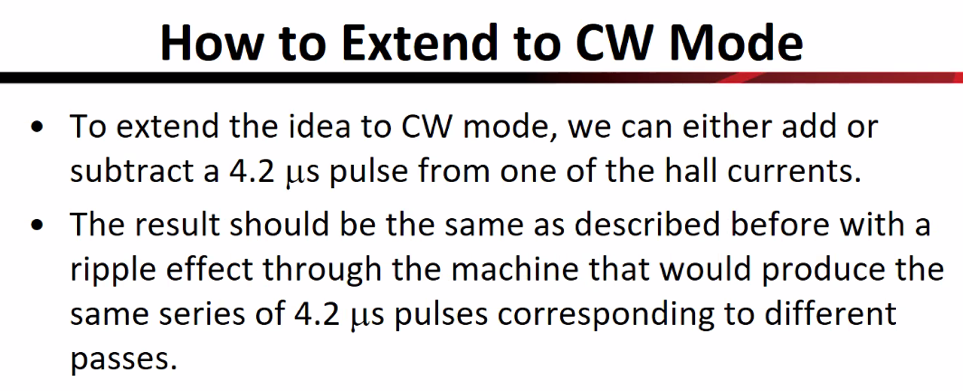 How to Extend to CW Mode
• To extend the idea to CW mode, we can either add or
subtract a 4.2 μs pulse from one of the hall currents.
• The result should be the same as described before with a
ripple effect through the machine that would produce the
same series of 4.2 μs pulses corresponding to different
passes.